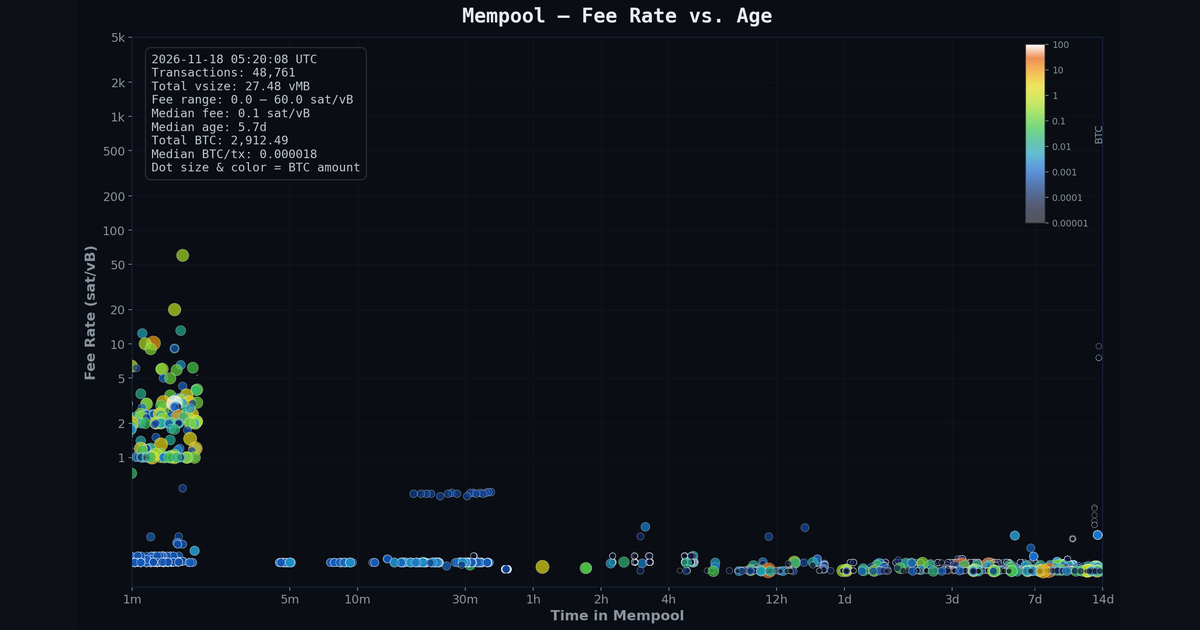 Mempool — Fee Rate vs. Age
5k
2k
1k
500
200
100
50
20
10
5
2
1
Fee Rate (sat/vB)
2026-11-18 05:20:08 UTC
Transactions: 48,761
Total vsize: 27.48 vMB
Fee range: 0.0 — 60.0 sat/vB
Median fee: 0.1 sat/vB
Median age: 5.7d
Total BTC: 2,912.49
Median BTC/tx: 0.000018
Dot size & color = BTC amount
100
10
1
0.1
0.01
0.001
0.0001
0.00001
BTC
1m 5m 10m 30m 1h 2h 4h 12h 1d 3d 7d 14d
Time in Mempool